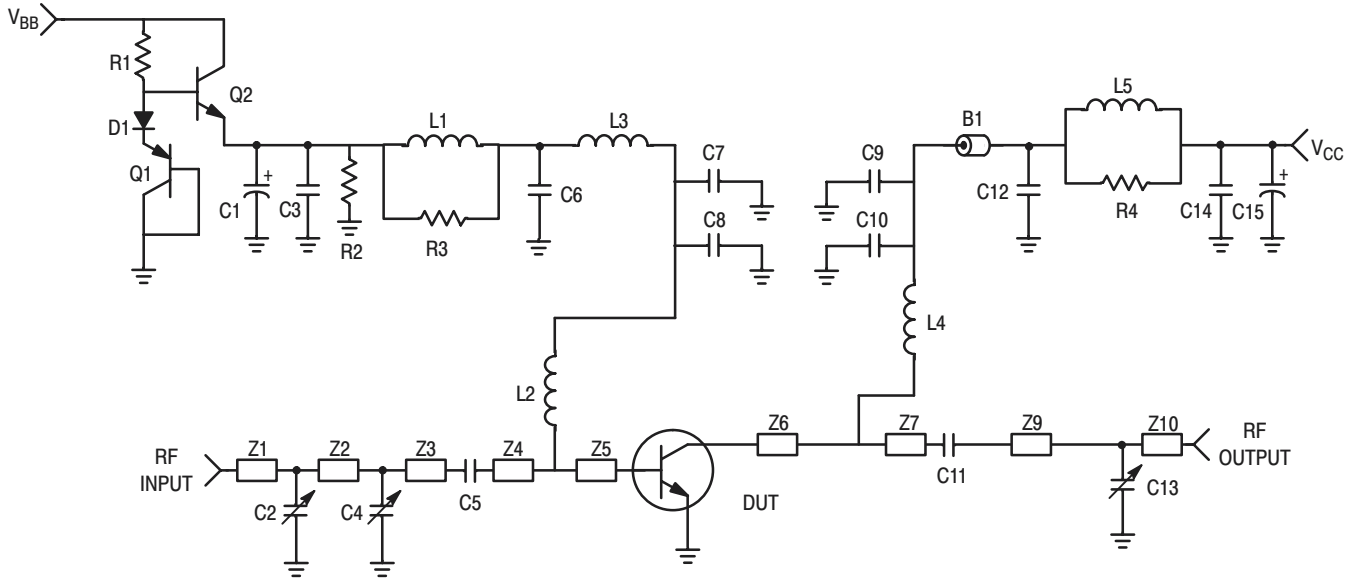 VBB
R1
Q2
D1
Q1
C1
+
C3
R2
L1
R3
C6
L3
C7
C8
C9
C10
B1
C12
L5
R4
C14
C15
+
VCC
L4
L2
RF
INPUT
Z1
Z2
Z3
Z4
Z5
C2
C4
C5
DUT
Z6
Z7
C11
Z9
Z10
C13
RF
OUTPUT